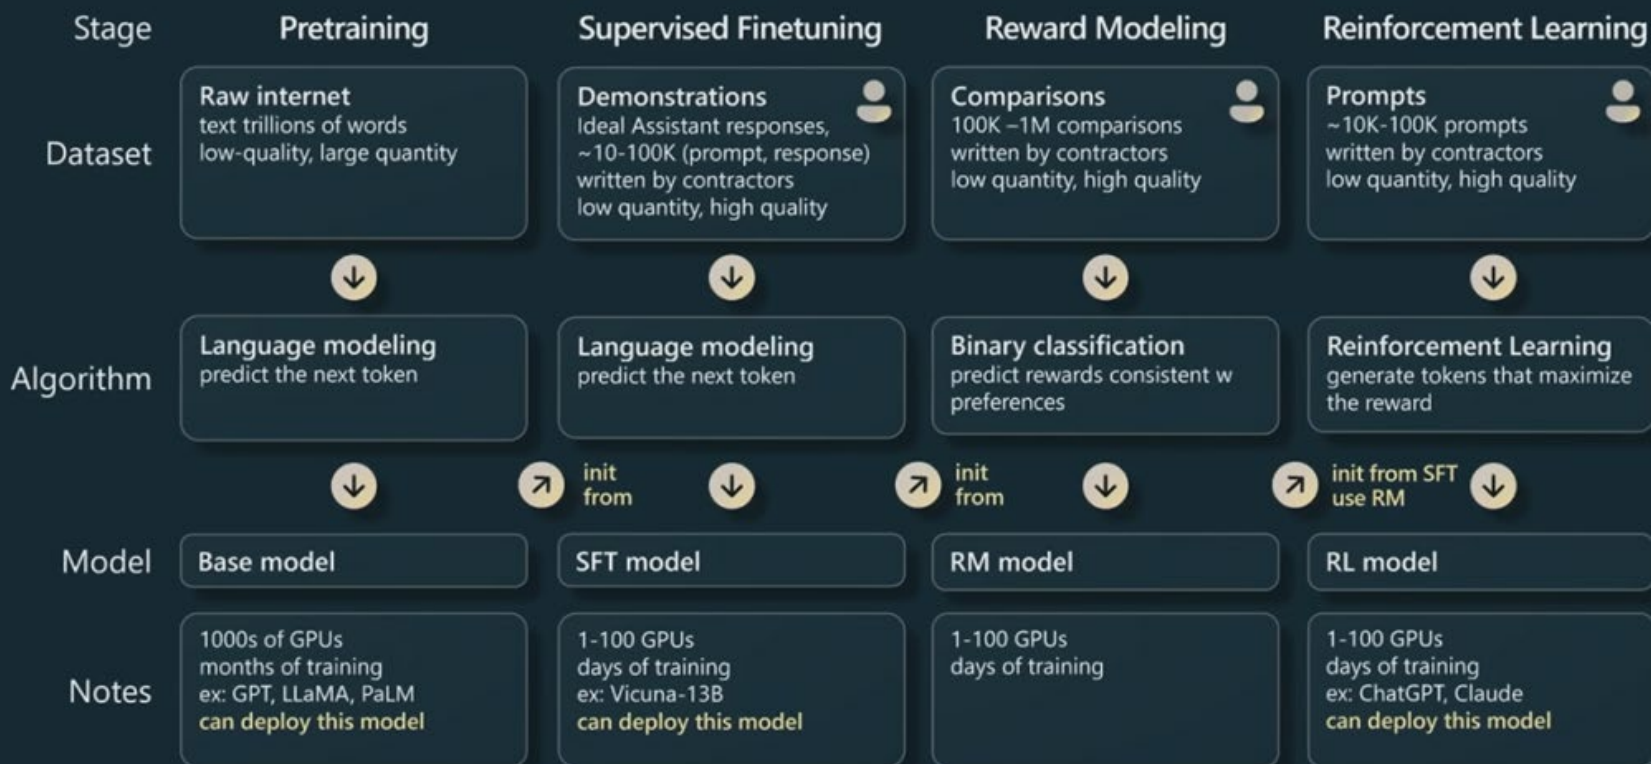 Stage
Pretraining
Supervised Finetuning
Reward Modeling
Reinforcement Learning
Dataset
Raw internet
text trillions of words
low-quality, large quantity
Demonstrations
Ideal Assistant responses,
~10-100K (prompt, response)
written by contractors
low quantity, high quality
Comparisons
100K –1M comparisons
written by contractors
low quantity, high quality
Prompts
~10K-100K prompts
written by contractors
low quantity, high quality
Algorithm
Language modeling
predict the next token
Language modeling
predict the next token
Binary classification
predict rewards consistent w
preferences
Reinforcement Learning
generate tokens that maximize
the reward
init
from
init
from
init from SFT
use RM
Model
Base model
SFT model
RM model
RL model
Notes
1000s of GPUs
months of training
ex: GPT, LLaMA, PaLM
can deploy this model
1-100 GPUs
days of training
ex: Vicuna-13B
can deploy this model
1-100 GPUs
days of training
1-100 GPUs
days of training
ex: ChatGPT, Claude
can deploy this model